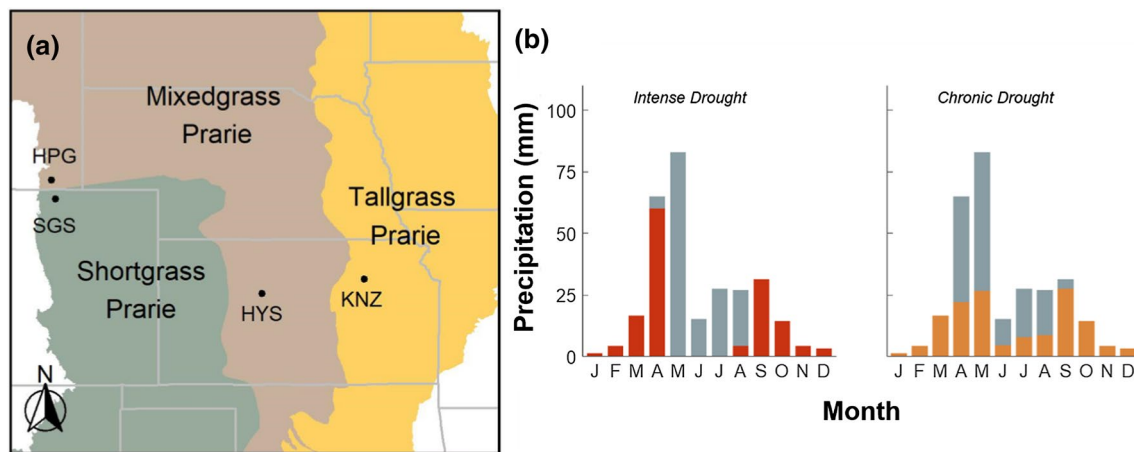 (a)
Mixedgrass
Prarie
HPG
SGS
Tallgrass
Prarie
Shortgrass
Prarie
HYS
KNZ
N
(b)
Intense Drought
Chronic Drought
Precipitation (mm)
100
75
50
25
0
J F M A M J J A S O N D
J F M A M J J A S O N D
Month